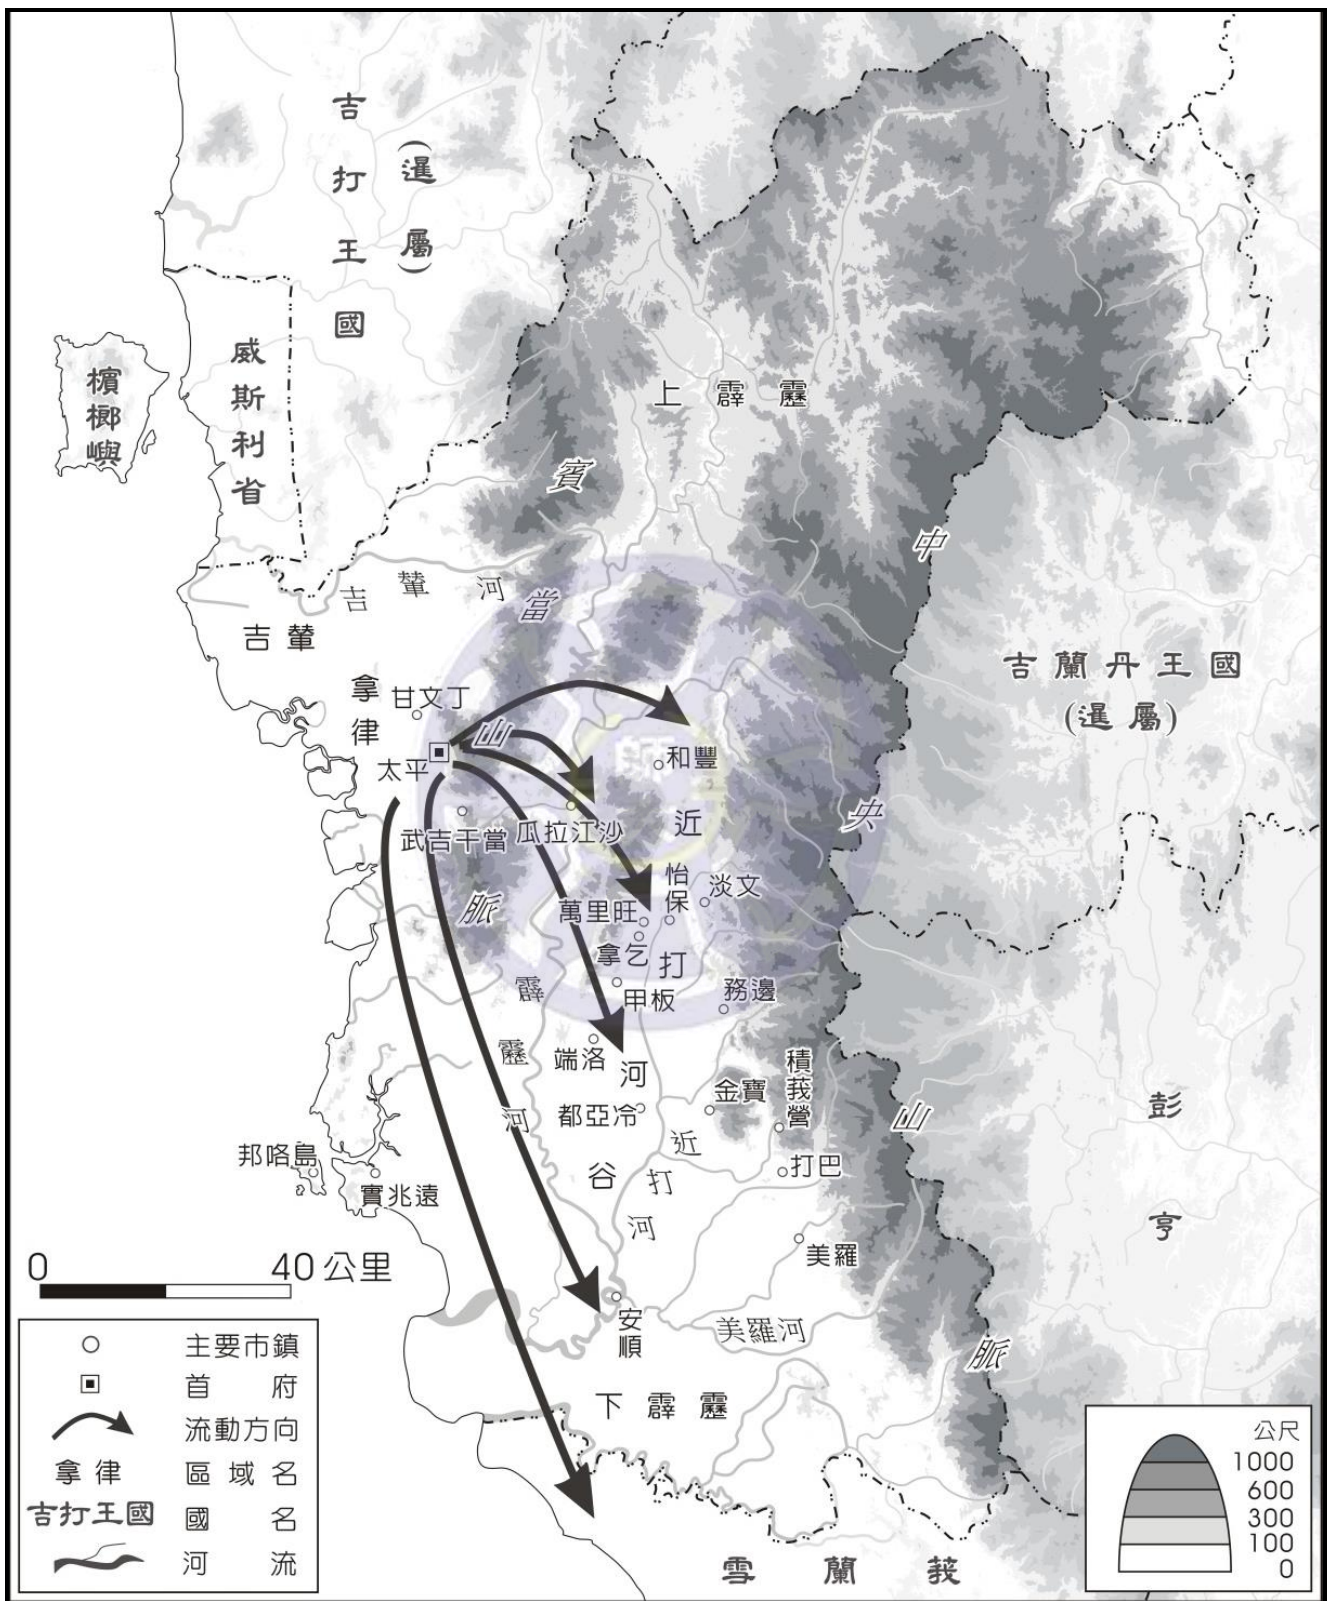 吉打王國
(暹屬)
檳榔嶼
威斯利省
上霹靂
賓當山脈
中央山脈
吉輦河
吉輦
拿律
甘文丁
太平
武吉干當
瓜拉江沙
和豐
吉蘭丹王國
(暹屬)
近打河谷
怡保
淡文
萬里旺
拿乞
甲板
務邊
霹靂河
端洛
金寶
積莪營
都亞冷
近打河
打巴
邦咯島
實兆遠
美羅
彭亨
安順
美羅河
下霹靂
雪蘭莪
0 40公里
主要市鎮
首府
流動方向
拿律 區域名
吉打王國 國名
河流
公尺
1000
600
300
100
0